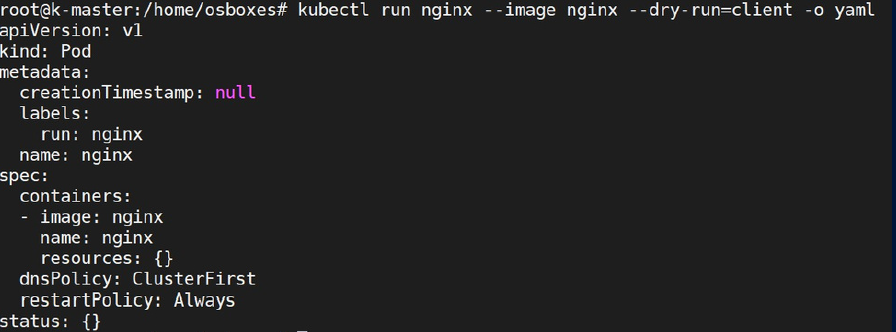 root@k-master:/home/osboxes# kubectl run nginx --image nginx --dry-run=client -o yaml
apiVersion: v1
kind: Pod
metadata:
  creationTimestamp: null
  labels:
    run: nginx
  name: nginx
spec:
  containers:
  - image: nginx
    name: nginx
    resources: {}
  dnsPolicy: ClusterFirst
  restartPolicy: Always
status: {}